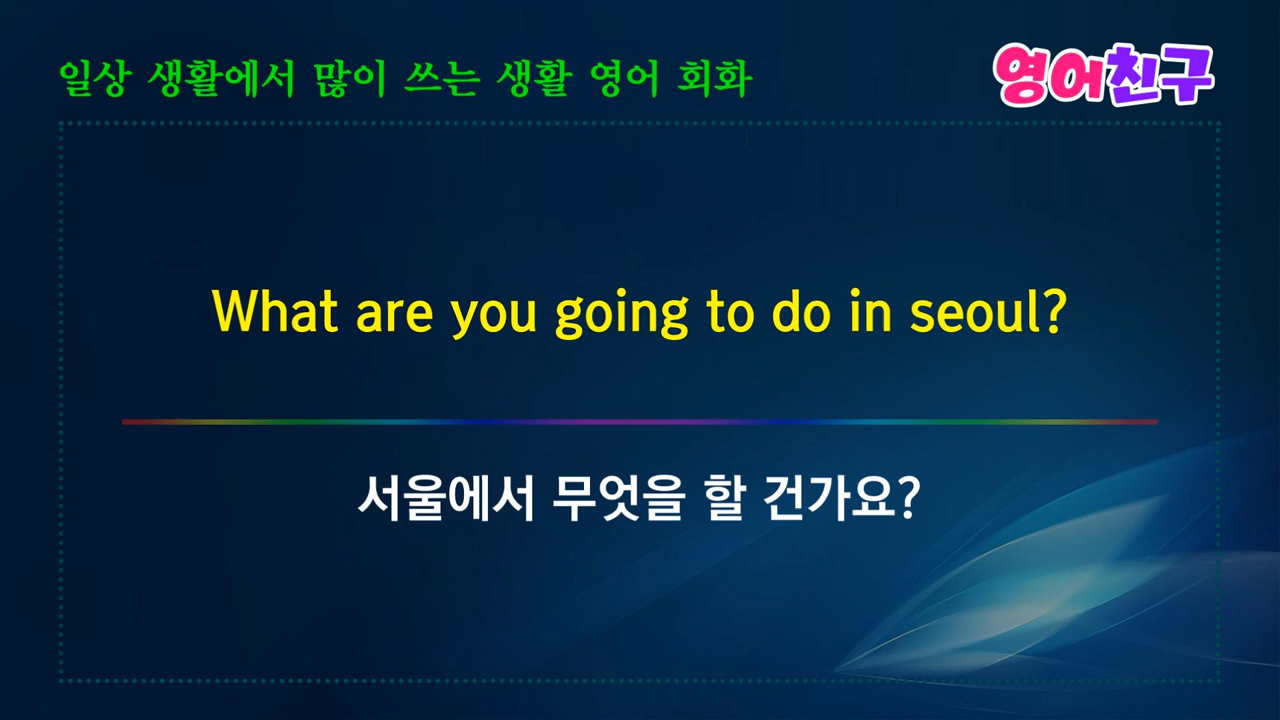 일상 생활에서 많이 쓰는 생활 영어 회화
영어친구
What are you going to do in seoul?
서울에서 무엇을 할 건가요?